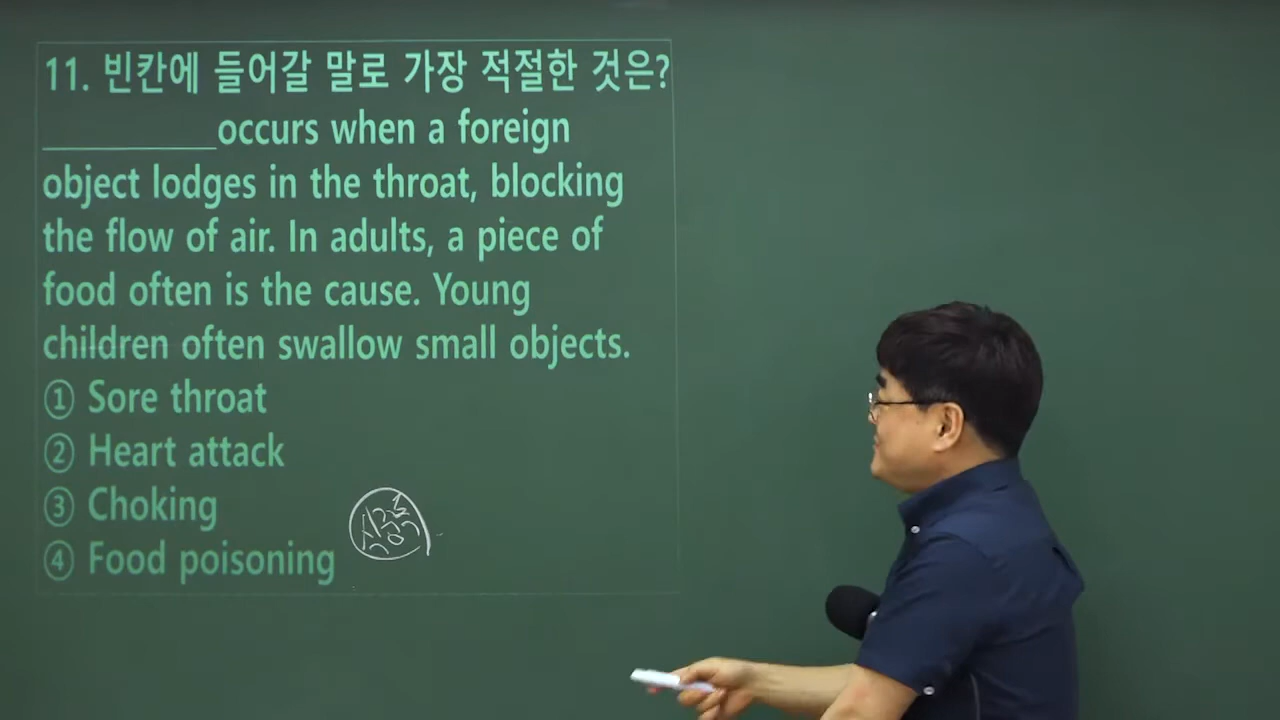 11. 빈칸에 들어갈 말로 가장 적절한 것은?
__________occurs when a foreign
object lodges in the throat, blocking
the flow of air. In adults, a piece of
food often is the cause. Young
children often swallow small objects.
① Sore throat
② Heart attack
③ Choking
④ Food poisoning